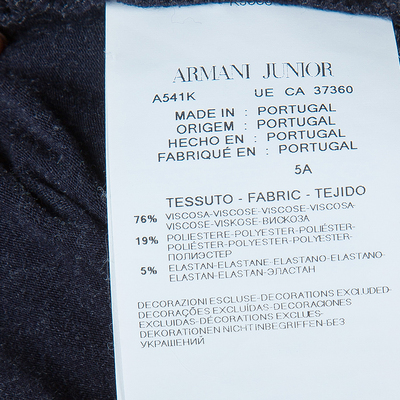 ARMANI JUNIOR
A541K UE CA 37360
MADE IN : PORTUGAL
ORIGEM : PORTUGAL
HECHO EN : PORTUGAL
FABRIQUÉ EN : PORTUGAL
5A
TESSUTO - FABRIC - TEJIDO
76% VISCOSA-VISCOSE-VISCOSE-VISCOSA-
VISCOSE-VISKOSE-ВИСКОЗА
19% POLIESTERE-POLYESTER-POLIÉSTER-
POLIÉSTER-POLYESTER-POLYESTER-
ПОЛИЭСТЕР
5% ELASTAN-ELASTANE-ELASTANO-ELASTANO-
ELASTAN-ELASTAN-ЭЛАСТАН
DECORAZIONI ESCLUSE-DECORATIONS EXCLUDED-
DECORAÇÕES EXCLUÍDAS-DECORACIONES
EXCLUIDAS-DÉCORATIONS EXCLUES-
DEKORATIONEN NICHT INBEGRIFFEN-БЕЗ
УКРАШЕНИЙ